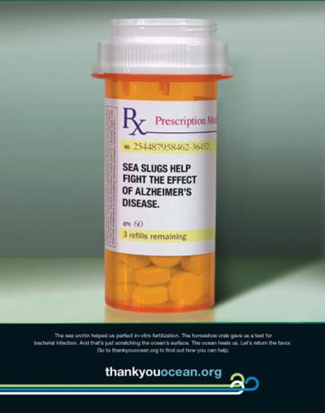 Rx Prescription Me
NO. 254487958462-36452
SEA SLUGS HELP
FIGHT THE EFFECT
OF ALZHEIMER'S
DISEASE.
QTY. 60
3 refills remaining
The sea urchin helped us perfect in-vitro fertilization. The horseshoe crab gave us a test for
bacterial infection. And that's just scratching the ocean's surface. The ocean heals us. Let's return the favor.
Go to thankyouocean.org to find out how you can help.
thankyouocean.org